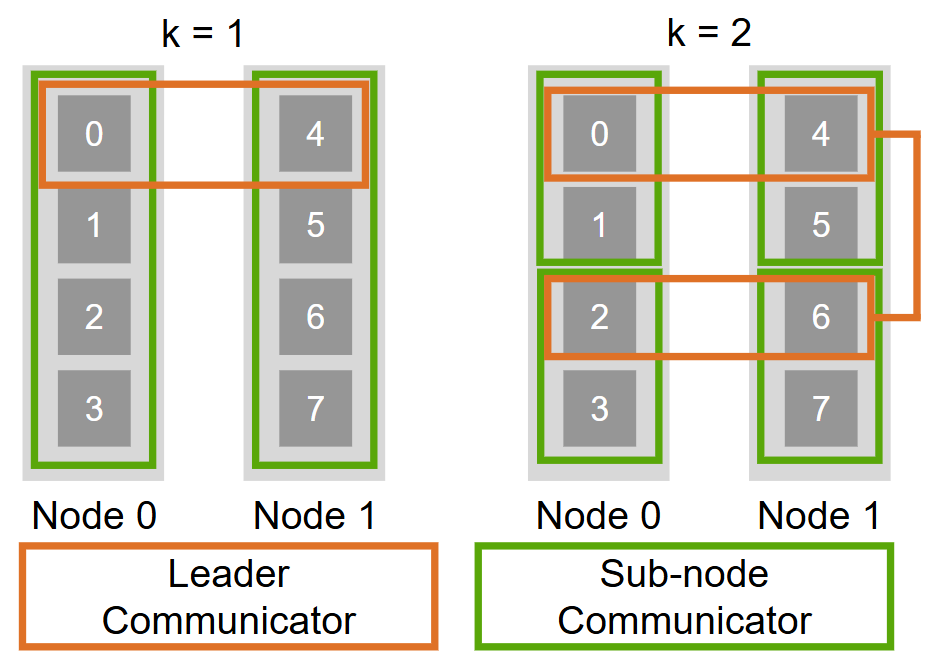 k = 1
k = 2
0
4
0
4
1
5
1
5
2
6
2
6
3
7
3
7
Node 0
Node 1
Node 0
Node 1
Leader
Communicator
Sub-node
Communicator